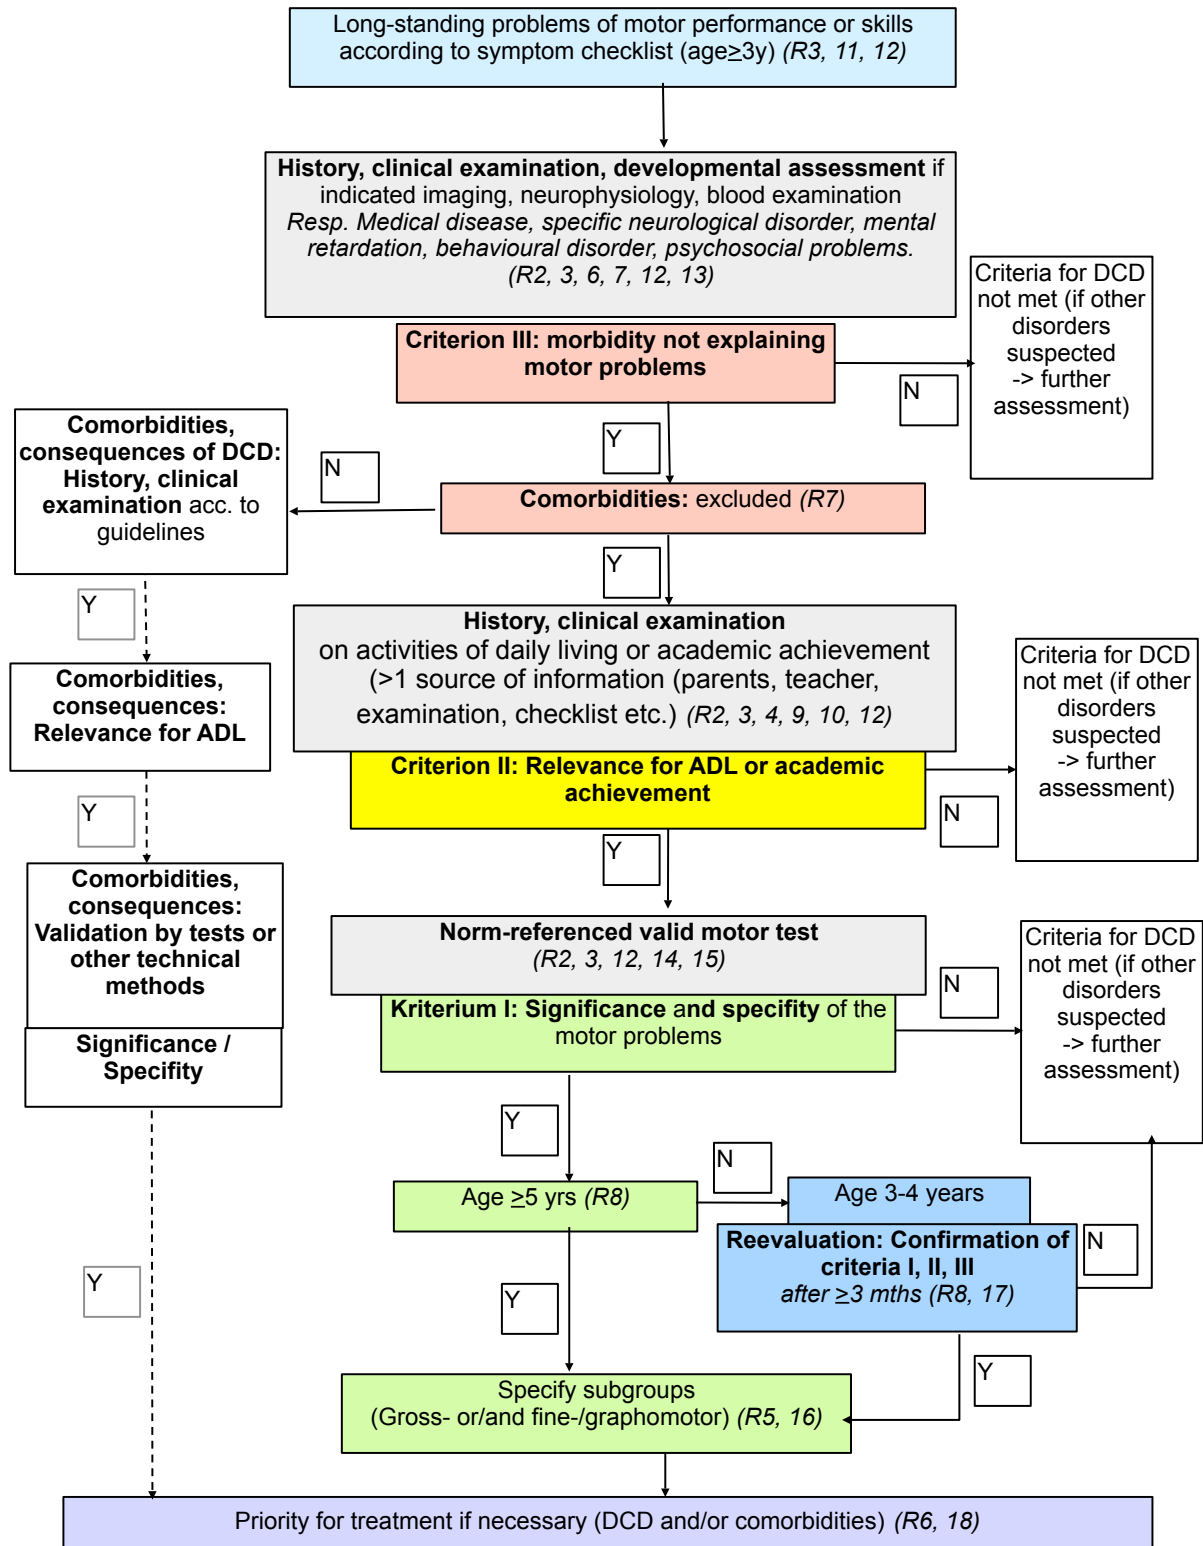 Long-standing problems of motor performance or skills
according to symptom checklist (age≥3y) (R3, 11, 12)
History, clinical examination, developmental assessment if
indicated imaging, neurophysiology, blood examination
Resp. Medical disease, specific neurological disorder, mental
retardation, behavioural disorder, psychosocial problems.
(R2, 3, 6, 7, 12, 13)
Criterion III: morbidity not explaining
motor problems
N
Criteria for DCD
not met (if other
disorders
suspected
-> further
assessment)
Y
Comorbidities: excluded (R7)
N
Comorbidities,
consequences of DCD:
History, clinical
examination acc. to
guidelines
Y
Comorbidities,
consequences:
Relevance for ADL
Y
Comorbidities,
consequences:
Validation by tests or
other technical
methods
Significance /
Specifity
Y
Y
History, clinical examination
on activities of daily living or academic achievement
(>1 source of information (parents, teacher,
examination, checklist etc.) (R2, 3, 4, 9, 10, 12)
Criterion II: Relevance for ADL or academic
achievement
N
Criteria for DCD
not met (if other
disorders
suspected
-> further
assessment)
Y
Norm-referenced valid motor test
(R2, 3, 12, 14, 15)
Kriterium I: Significance and specifity of the
motor problems
N
Criteria for DCD
not met (if other
disorders
suspected
-> further
assessment)
Y
Age ≥5 yrs (R8)
N
Age 3-4 years
Reevaluation: Confirmation of
criteria I, II, III
after ≥3 mths (R8, 17)
N
Y
Y
Specify subgroups
(Gross- or/and fine-/graphomotor) (R5, 16)
Priority for treatment if necessary (DCD and/or comorbidities) (R6, 18)